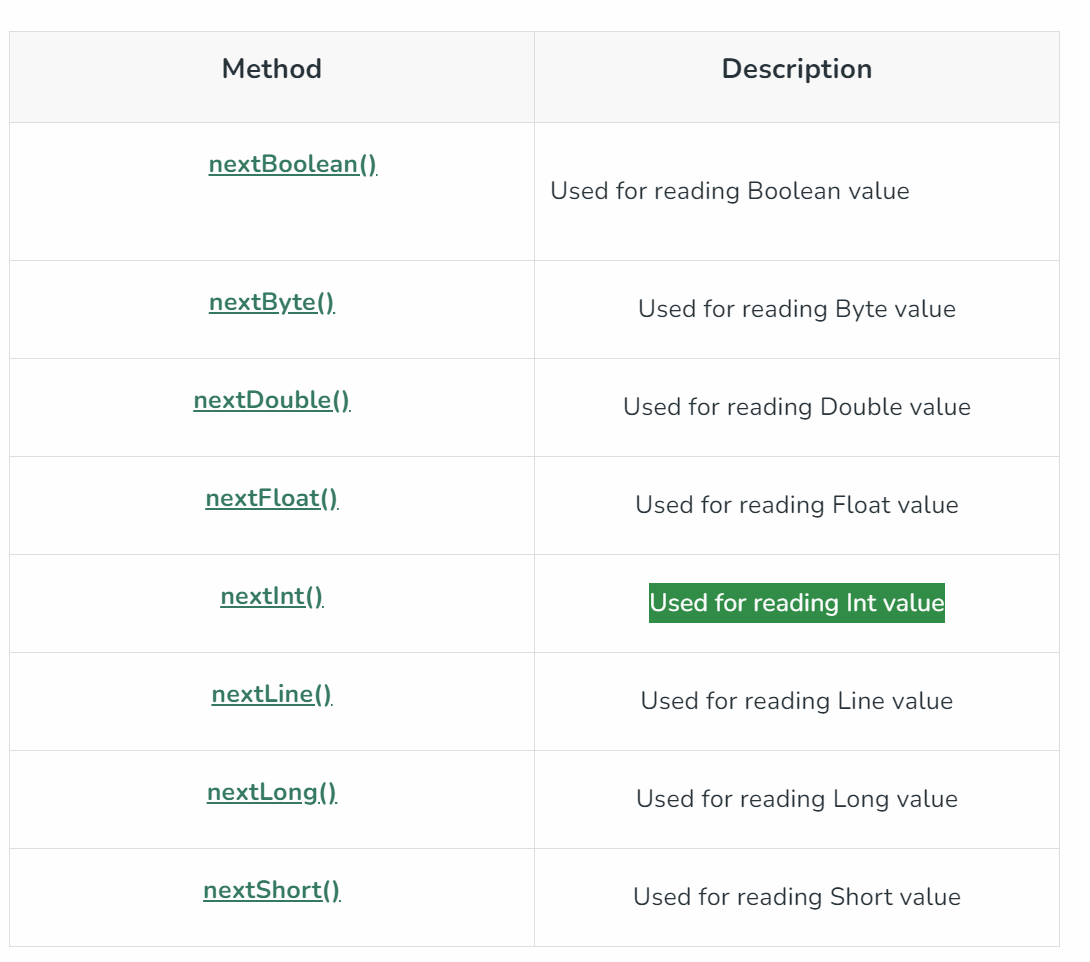 Method Description
nextBoolean() Used for reading Boolean value
nextByte() Used for reading Byte value
nextDouble() Used for reading Double value
nextFloat() Used for reading Float value
nextInt() Used for reading Int value
nextLine() Used for reading Line value
nextLong() Used for reading Long value
nextShort() Used for reading Short value